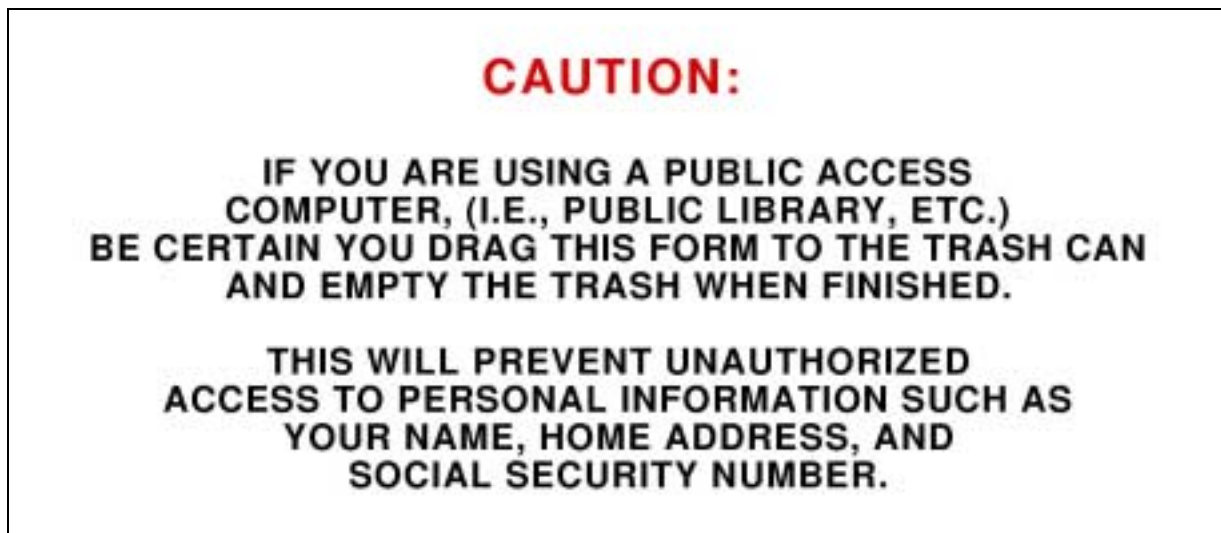 CAUTION:
IF YOU ARE USING A PUBLIC ACCESS
COMPUTER, (I.E., PUBLIC LIBRARY, ETC.)
BE CERTAIN YOU DRAG THIS FORM TO THE TRASH CAN
AND EMPTY THE TRASH WHEN FINISHED.
THIS WILL PREVENT UNAUTHORIZED
ACCESS TO PERSONAL INFORMATION SUCH AS
YOUR NAME, HOME ADDRESS, AND
SOCIAL SECURITY NUMBER.